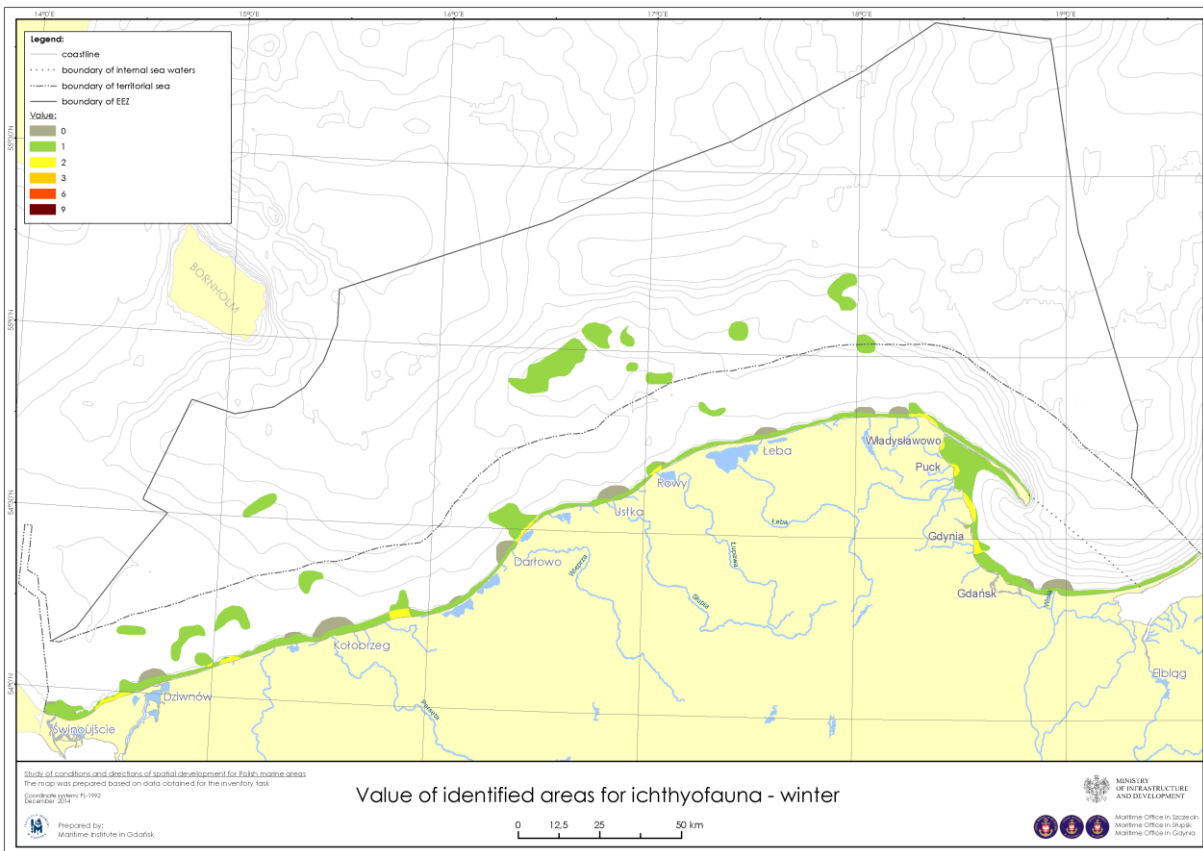 14°0'E 15°0'E 16°0'E 17°0'E 18°0'E 19°0'E
Legend:
coastline
boundary of internal sea waters
boundary of territorial sea
boundary of EEZ
Value:
0
1
2
3
6
9
55°30'N
BORNHOLM
55°0'N
54°30'N
54°0'N
Władysławowo
Puck
Łeba
Rowy
Ustka
Łeba
Gdynia
Łupawa
Darłowo
Wieprza
Słupia
Gdańsk
Wisła
Kołobrzeg
Elbląg
Dziwnów
Parsęta
Świnoujście
Study of conditions and directions of spatial development for Polish marine areas
The map was prepared based on data obtained for the inventory task
Coordinate system: PL-1992
December 2014
Prepared by:
Maritime Institute in Gdańsk
Value of identified areas for ichthyofauna - winter
0 12,5 25 50 km
MINISTRY
OF INFRASTRUCTURE
AND DEVELOPMENT
Maritime Office in Szczecin
Maritime Office in Słupsk
Maritime Office in Gdynia